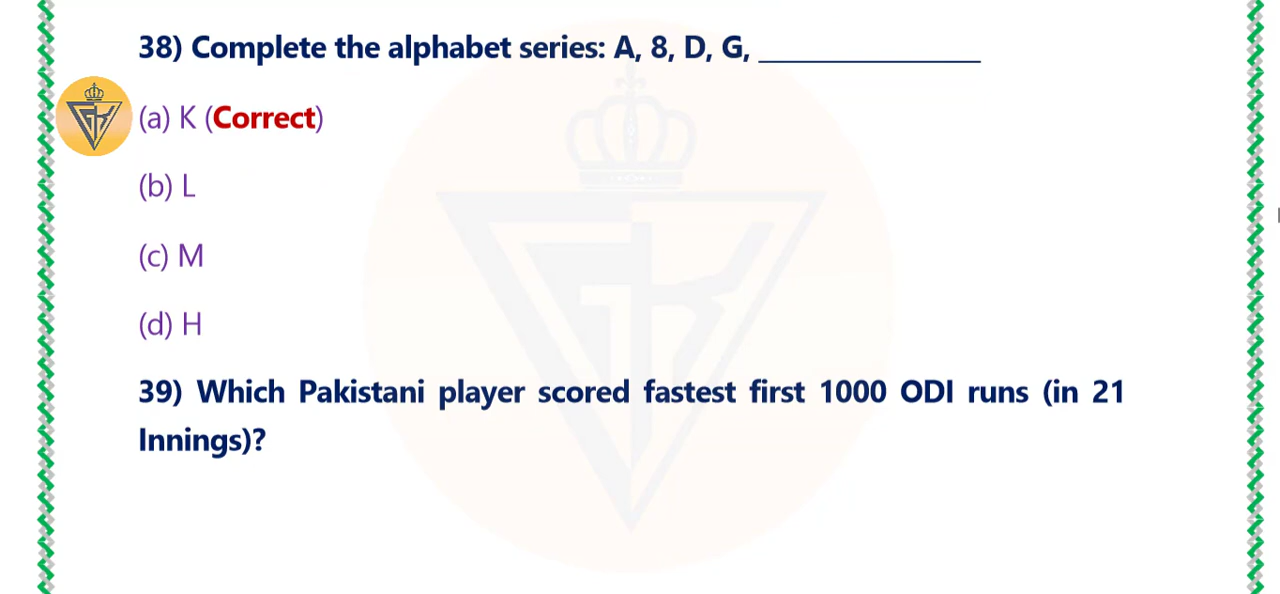 38) Complete the alphabet series: A, 8, D, G, ________________
(a) K (Correct)
(b) L
(c) M
(d) H
39) Which Pakistani player scored fastest first 1000 ODI runs (in 21
Innings)?